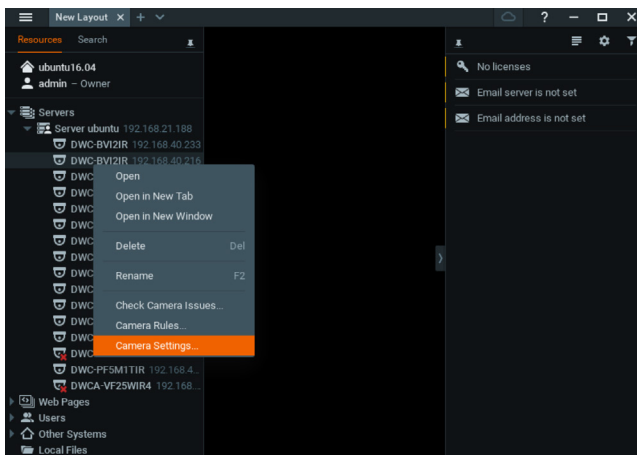 New Layout
?
Resources Search
ubuntu16.04
admin – Owner
Servers
Server ubuntu 192.168.21.188
DWC-BVI2IR 192.168.40.233
DWC-BVI2IR 192.168.40.216
DWC
DWC
DWC
DWC
DWC
DWC
DWC
DWC
DWC
DWC
DWC
DWC
DWC-PF5M1TIR 192.168.4...
DWCA-VF25WIR4 192.168....
Web Pages
Users
Other Systems
Local Files
Open
Open in New Tab
Open in New Window
Delete Del
Rename F2
Check Camera Issues...
Camera Rules...
Camera Settings...
No licenses
Email server is not set
Email address is not set